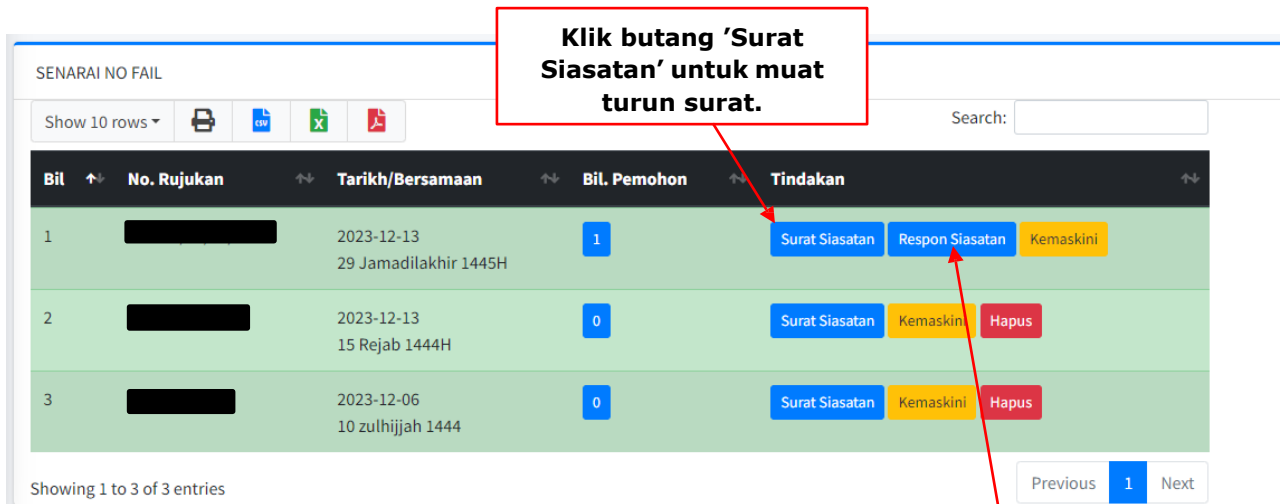 Klik butang ’Surat
Siasatan’ untuk muat
turun surat.
SENARAI NO FAIL
Show 10 rows
CSV
X
Search:
Bil No. Rujukan Tarikh/Bersamaan Bil. Pemohon Tindakan
1 2023-12-13 1 Surat Siasatan Respon Siasatan Kemaskini
29 Jamadilakhir 1445H
2 2023-12-13 0 Surat Siasatan Kemaskini Hapus
15 Rejab 1444H
3 2023-12-06 0 Surat Siasatan Kemaskini Hapus
10 zulhijjah 1444
Showing 1 to 3 of 3 entries
Previous 1 Next